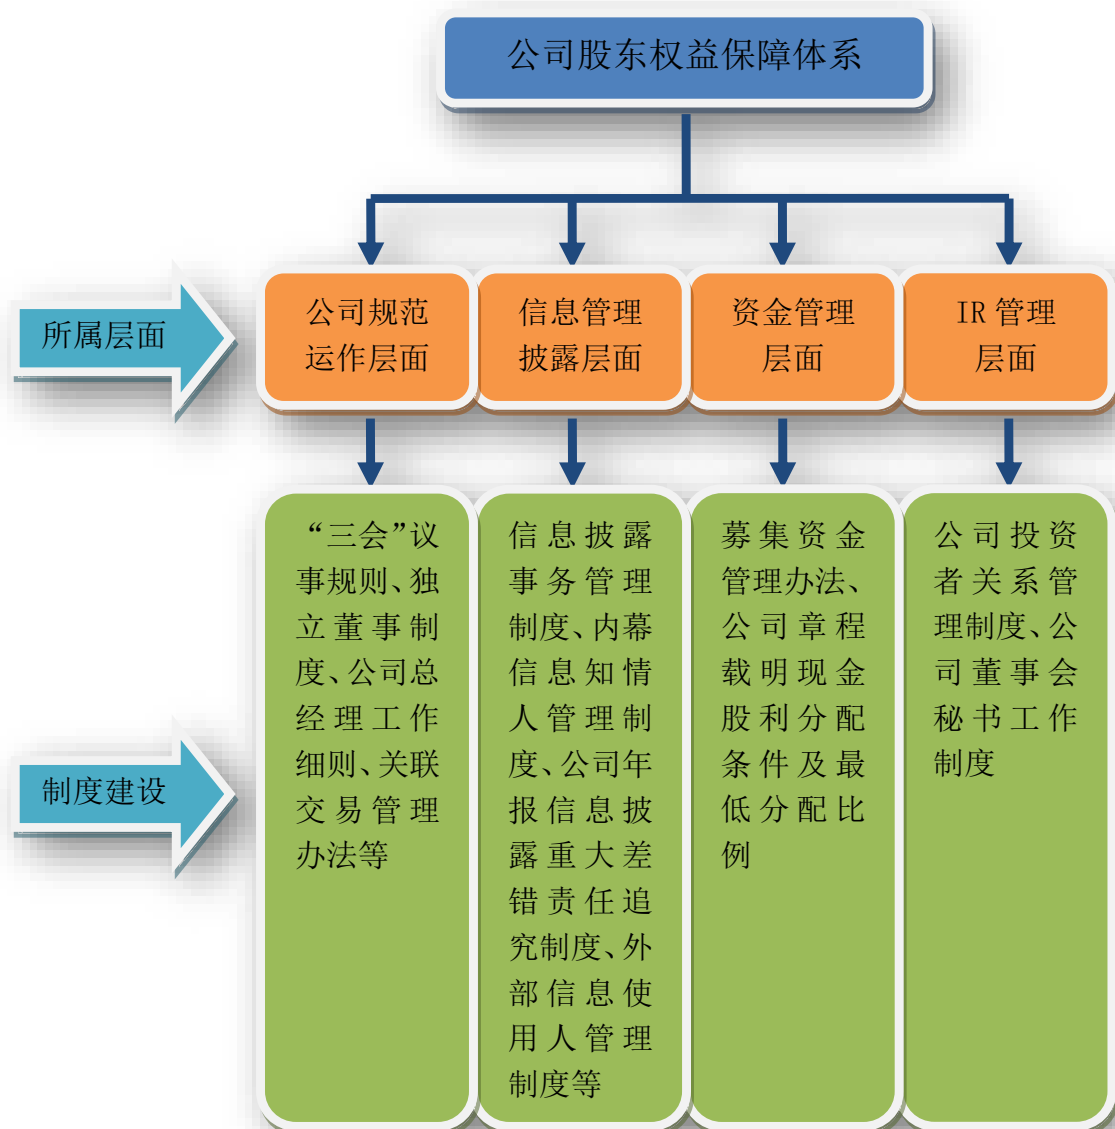 公司股东权益保障体系
所属层面
公司规范
运作层面
信息管理
披露层面
资金管理
层面
IR 管理
层面
制度建设
“三会”议
事规则、独
立董事制
度、公司总
经理工作
细则、关联
交易管理
办法等
信息披露
事务管理
制度、内幕
信息知情
人管理制
度、公司年
报信息披
露重大差
错责任追
究制度、外
部信息使
用人管理
制度等
募集资金
管理办法、
公司章程
载明现金
股利分配
条件及最
低分配比
例
公司投资
者关系管
理制度、公
司董事会
秘书工作
制度